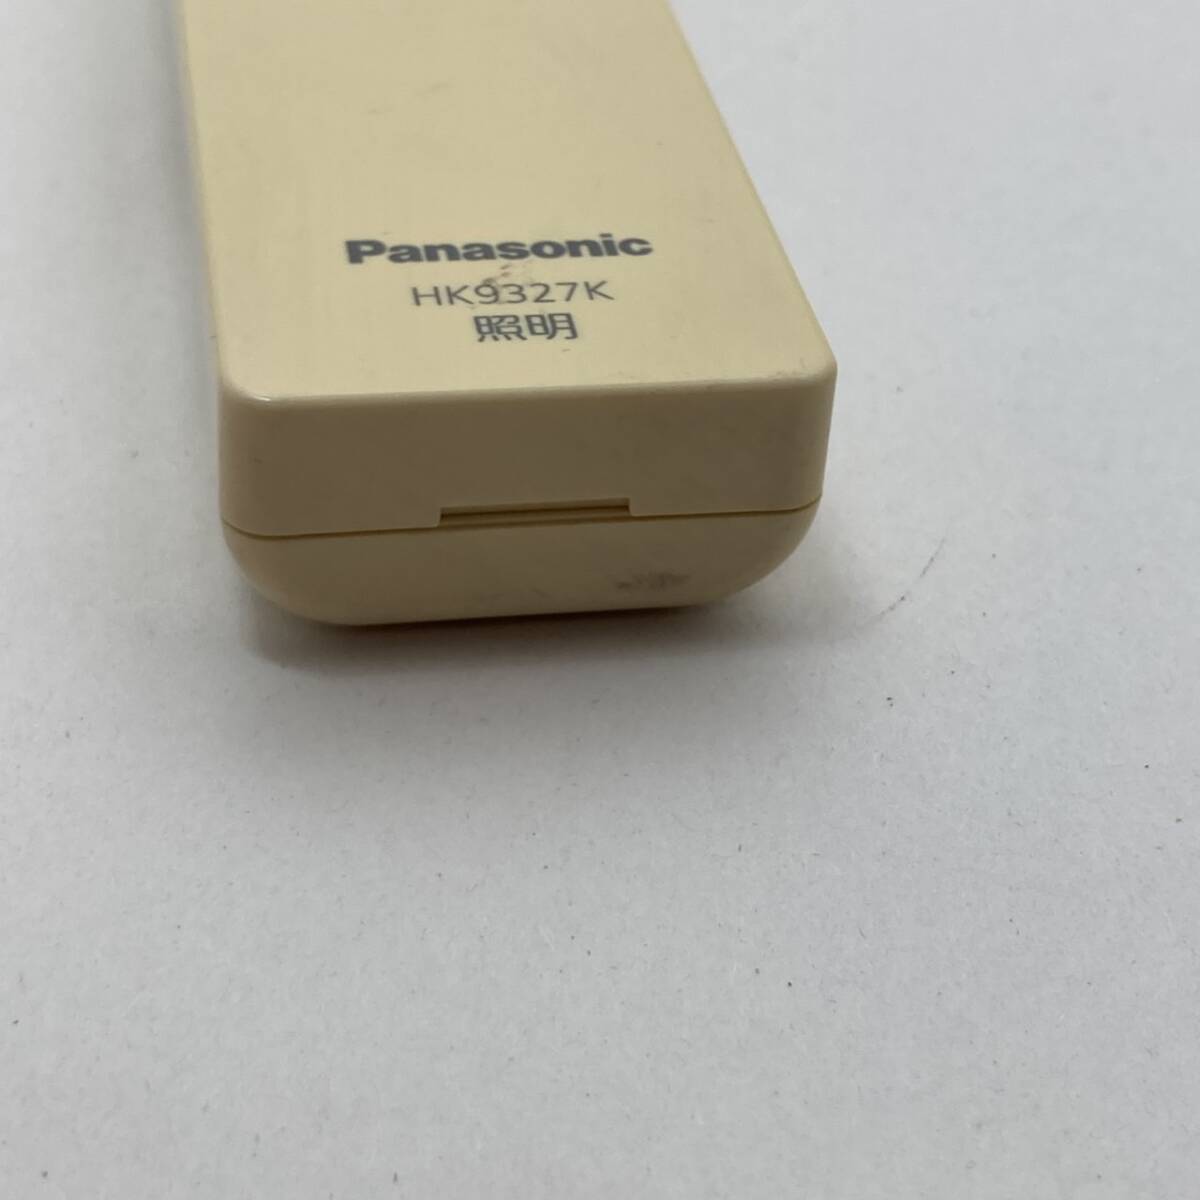 Panasonic
HK9327K
照明